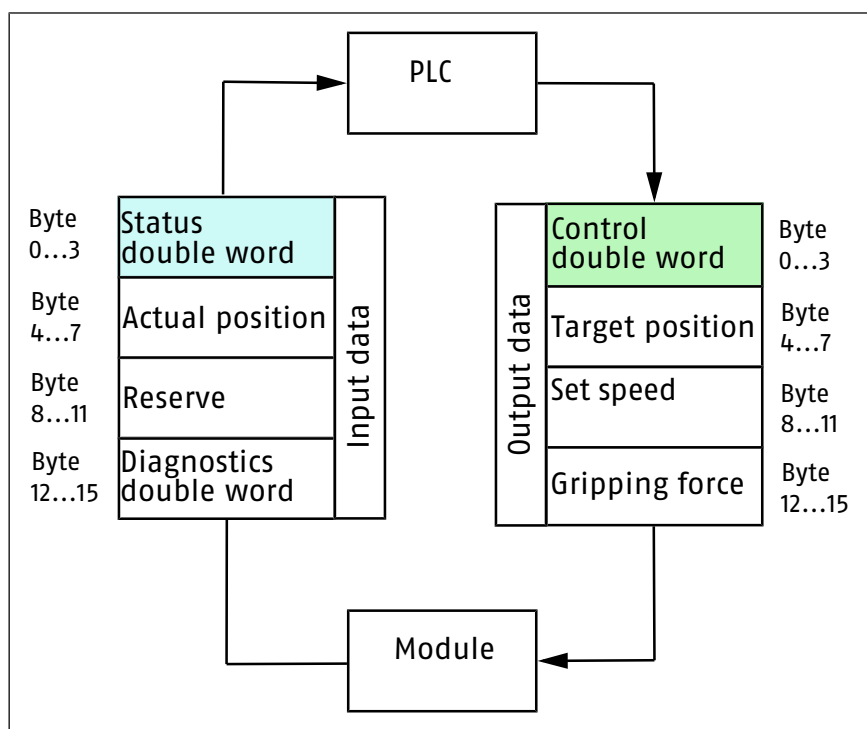 PLC
Byte
0...3
Status
double word
Byte
4...7
Actual position
Byte
8...11
Reserve
Byte
12...15
Diagnostics
double word
Input data
Output data
Control
double word
Byte
0...3
Target position
Byte
4...7
Set speed
Byte
8...11
Gripping force
Byte
12...15
Module